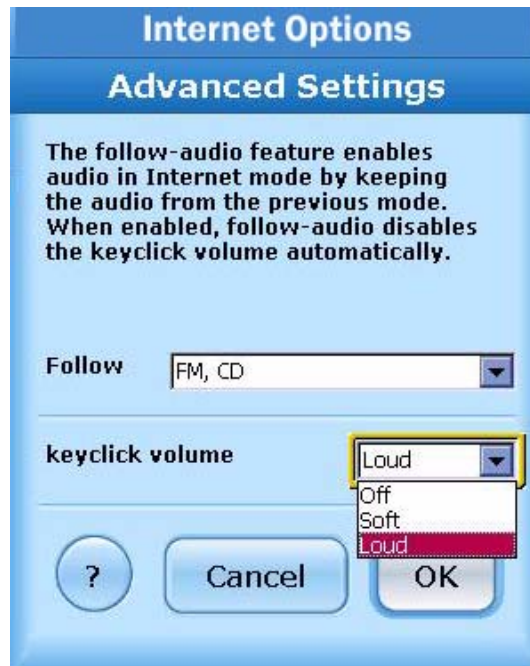 Internet Options
Advanced Settings
The follow-audio feature enables
audio in Internet mode by keeping
the audio from the previous mode.
When enabled, follow-audio disables
the keyclick volume automatically.
Follow FM, CD
keyclick volume Loud
Off
Soft
Loud
? Cancel OK